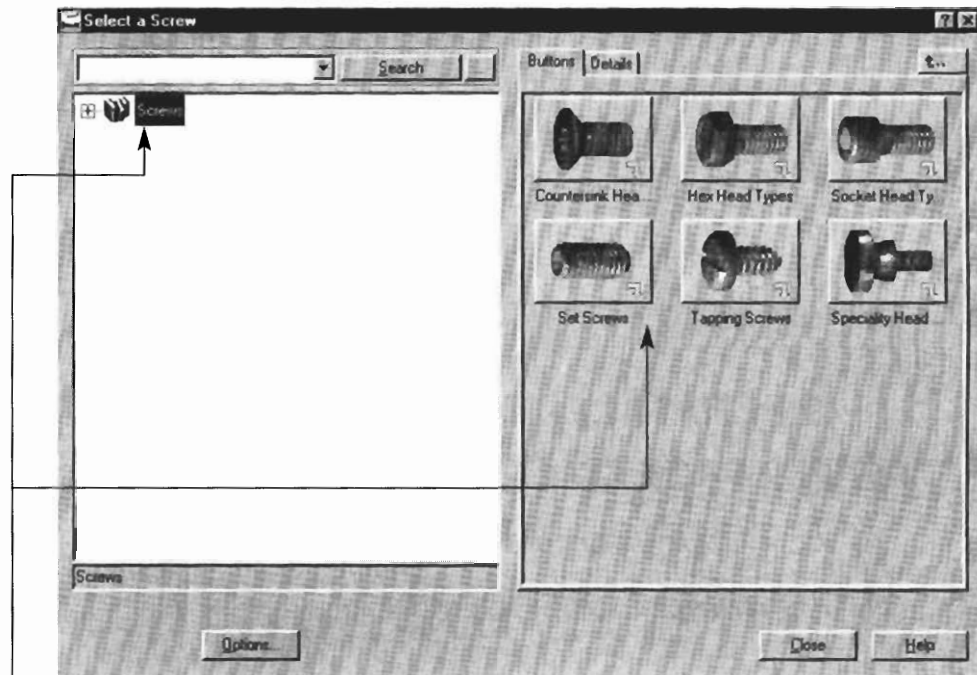 Select a Screw
Search
Screws
Screws
Options...
Buttons Details
Countersink Hea...
Hex Head Types
Socket Head Ty...
Set Screws
Tapping Screws
Speciality Head ...
Close
Help